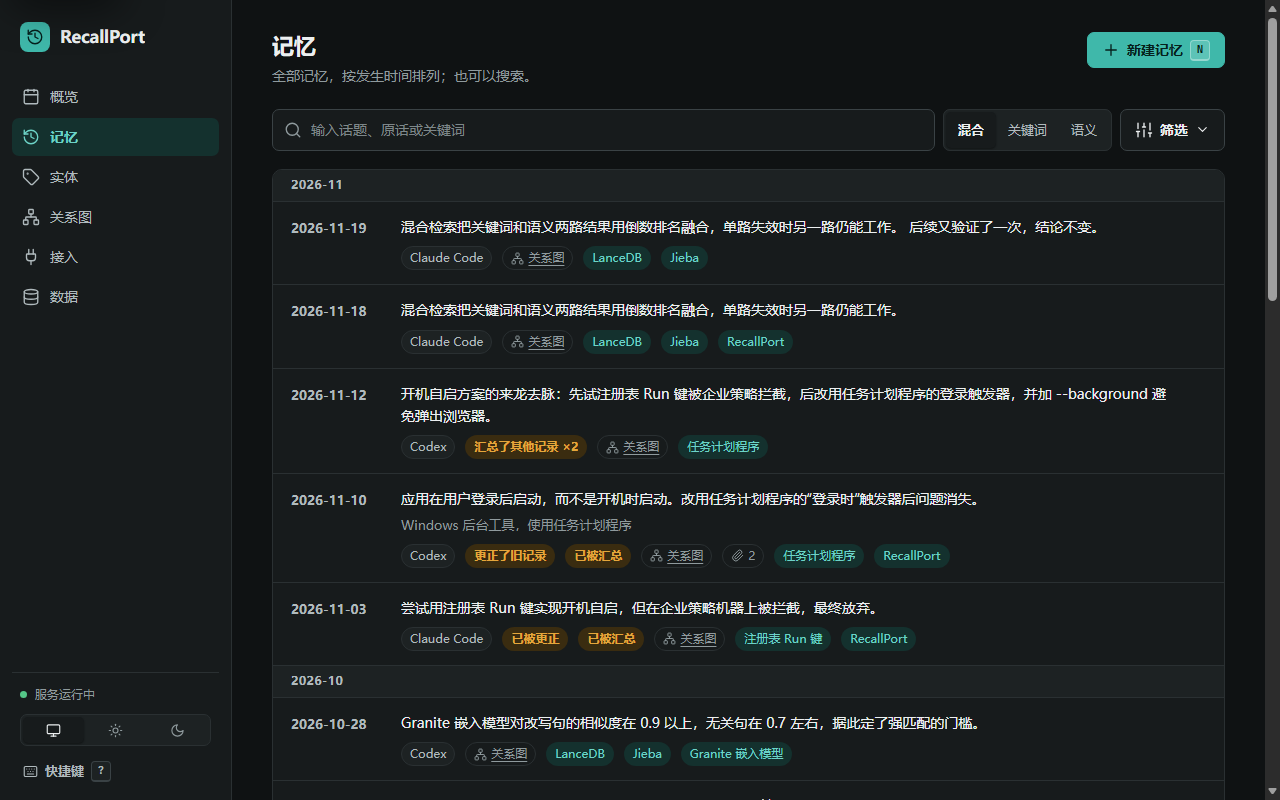 RecallPort
概览
记忆
实体
关系图
接入
数据
服务运行中
快捷键 ?
记忆
全部记忆，按发生时间排列；也可以搜索。
新建记忆 N
输入话题、原话或关键词
混合 关键词 语义 筛选
2026-11
2026-11-19 混合检索把关键词和语义两路结果用倒数排名融合，单路失效时另一路仍能工作。 后续又验证了一次，结论不变。
Claude Code 关系图 LanceDB Jieba
2026-11-18 混合检索把关键词和语义两路结果用倒数排名融合，单路失效时另一路仍能工作。
Claude Code 关系图 LanceDB Jieba RecallPort
2026-11-12 开机自启方案的来龙去脉：先试注册表 Run 键被企业策略拦截，后改用任务计划程序的登录触发器，并加 --background 避
免弹出浏览器。
Codex 汇总了其他记录 ×2 关系图 任务计划程序
2026-11-10 应用在用户登录后启动，而不是开机时启动。改用任务计划程序的“登录时”触发器后问题消失。
Windows 后台工具，使用任务计划程序
Codex 更正了旧记录 已被汇总 关系图 2 任务计划程序 RecallPort
2026-11-03 尝试用注册表 Run 键实现开机自启，但在企业策略机器上被拦截，最终放弃。
Claude Code 已被更正 已被汇总 关系图 注册表 Run 键 RecallPort
2026-10
2026-10-28 Granite 嵌入模型对改写句的相似度在 0.9 以上，无关句在 0.7 左右，据此定了强匹配的门槛。
Codex 关系图 LanceDB Jieba Granite 嵌入模型